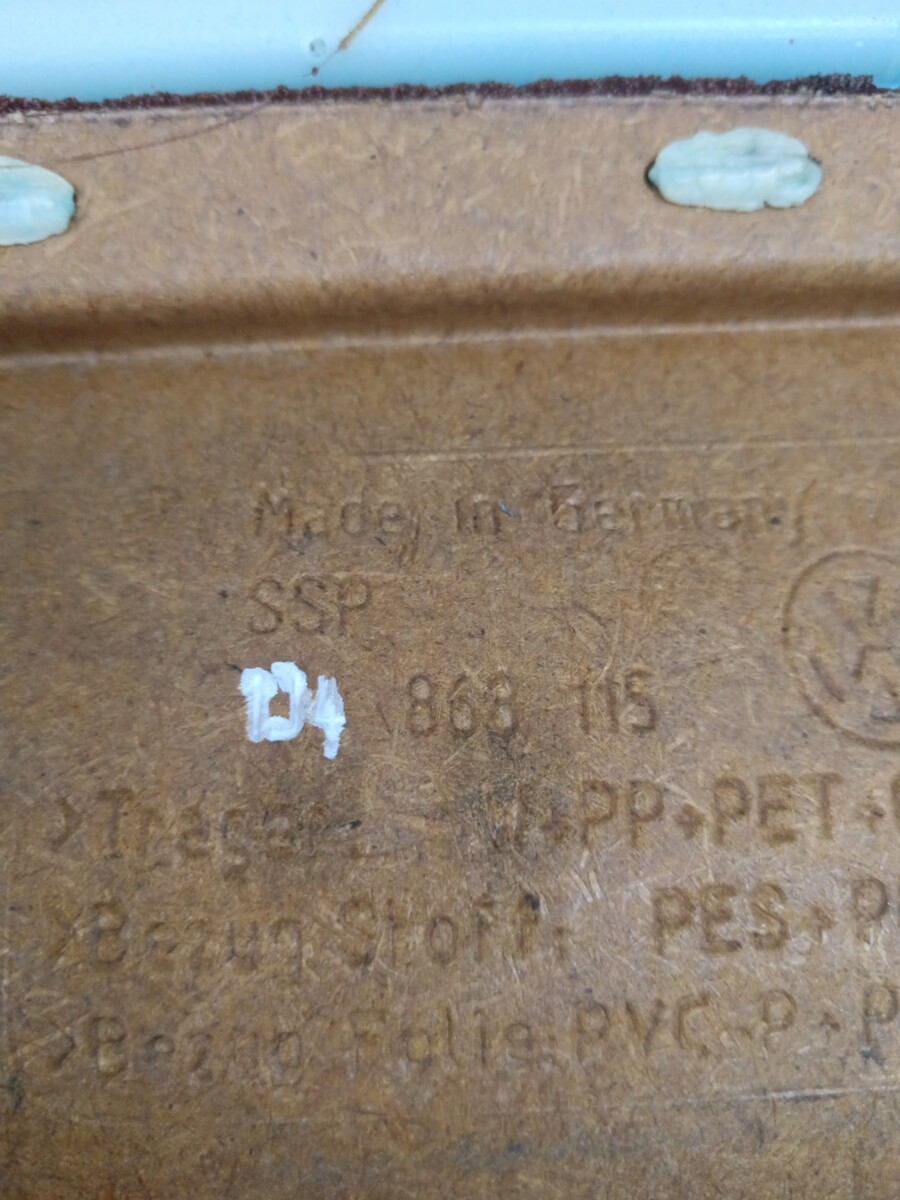 Made in Germany
SSP
868 115
>Träger H+PP+PET+
>Bezug Stoff: PES+P
>Bezug Folie:PVC-P+P